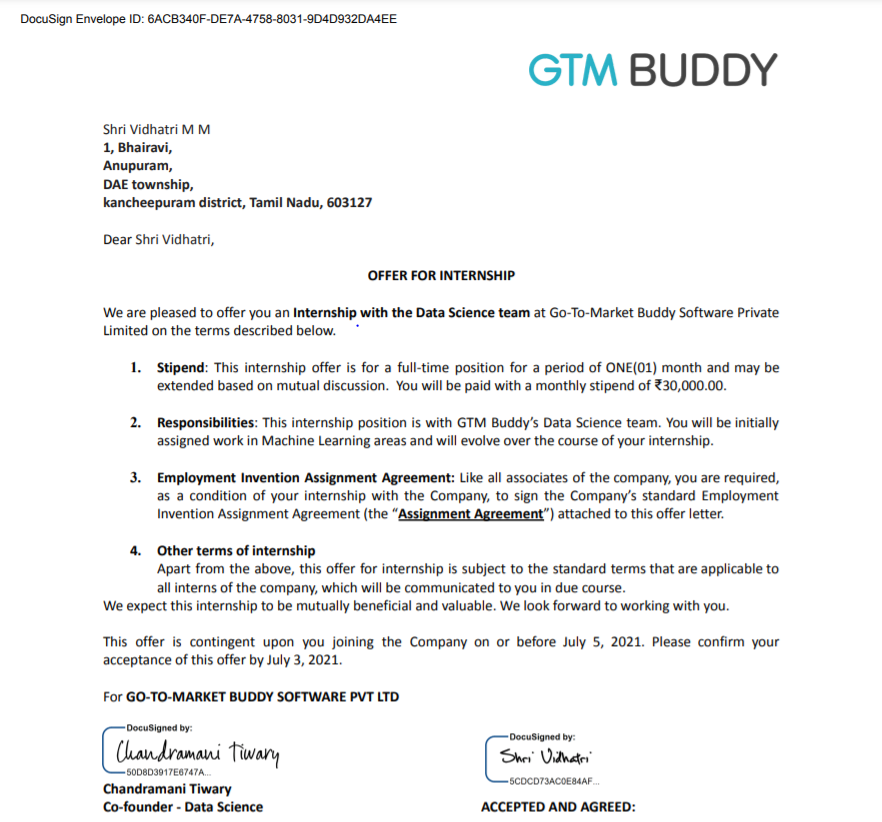 DocuSign Envelope ID: 6ACB340F-DE7A-4758-8031-9D4D932DA4EE
GTM BUDDY
Shri Vidhatri M M
1, Bhairavi,
Anupuram,
DAE township,
kancheepuram district, Tamil Nadu, 603127
Dear Shri Vidhatri,
OFFER FOR INTERNSHIP
We are pleased to offer you an Internship with the Data Science team at Go-To-Market Buddy Software Private
Limited on the terms described below.
1. Stipend: This internship offer is for a full-time position for a period of ONE(01) month and may be
extended based on mutual discussion. You will be paid with a monthly stipend of ₹30,000.00.
2. Responsibilities: This internship position is with GTM Buddy's Data Science team. You will be initially
assigned work in Machine Learning areas and will evolve over the course of your internship.
3. Employment Invention Assignment Agreement: Like all associates of the company, you are required,
as a condition of your internship with the Company, to sign the Company's standard Employment
Invention Assignment Agreement (the "Assignment Agreement") attached to this offer letter.
4. Other terms of internship
Apart from the above, this offer for internship is subject to the standard terms that are applicable to
all interns of the company, which will be communicated to you in due course.
We expect this internship to be mutually beneficial and valuable. We look forward to working with you.
This offer is contingent upon you joining the Company on or before July 5, 2021. Please confirm your
acceptance of this offer by July 3, 2021.
For GO-TO-MARKET BUDDY SOFTWARE PVT LTD
DocuSigned by:
Chandramani Tiwary
50D8D3917E6747A...
Chandramani Tiwary
Co-founder - Data Science
DocuSigned by:
Shri Vidhatri
5CDCD73AC0E84AF...
ACCEPTED AND AGREED: